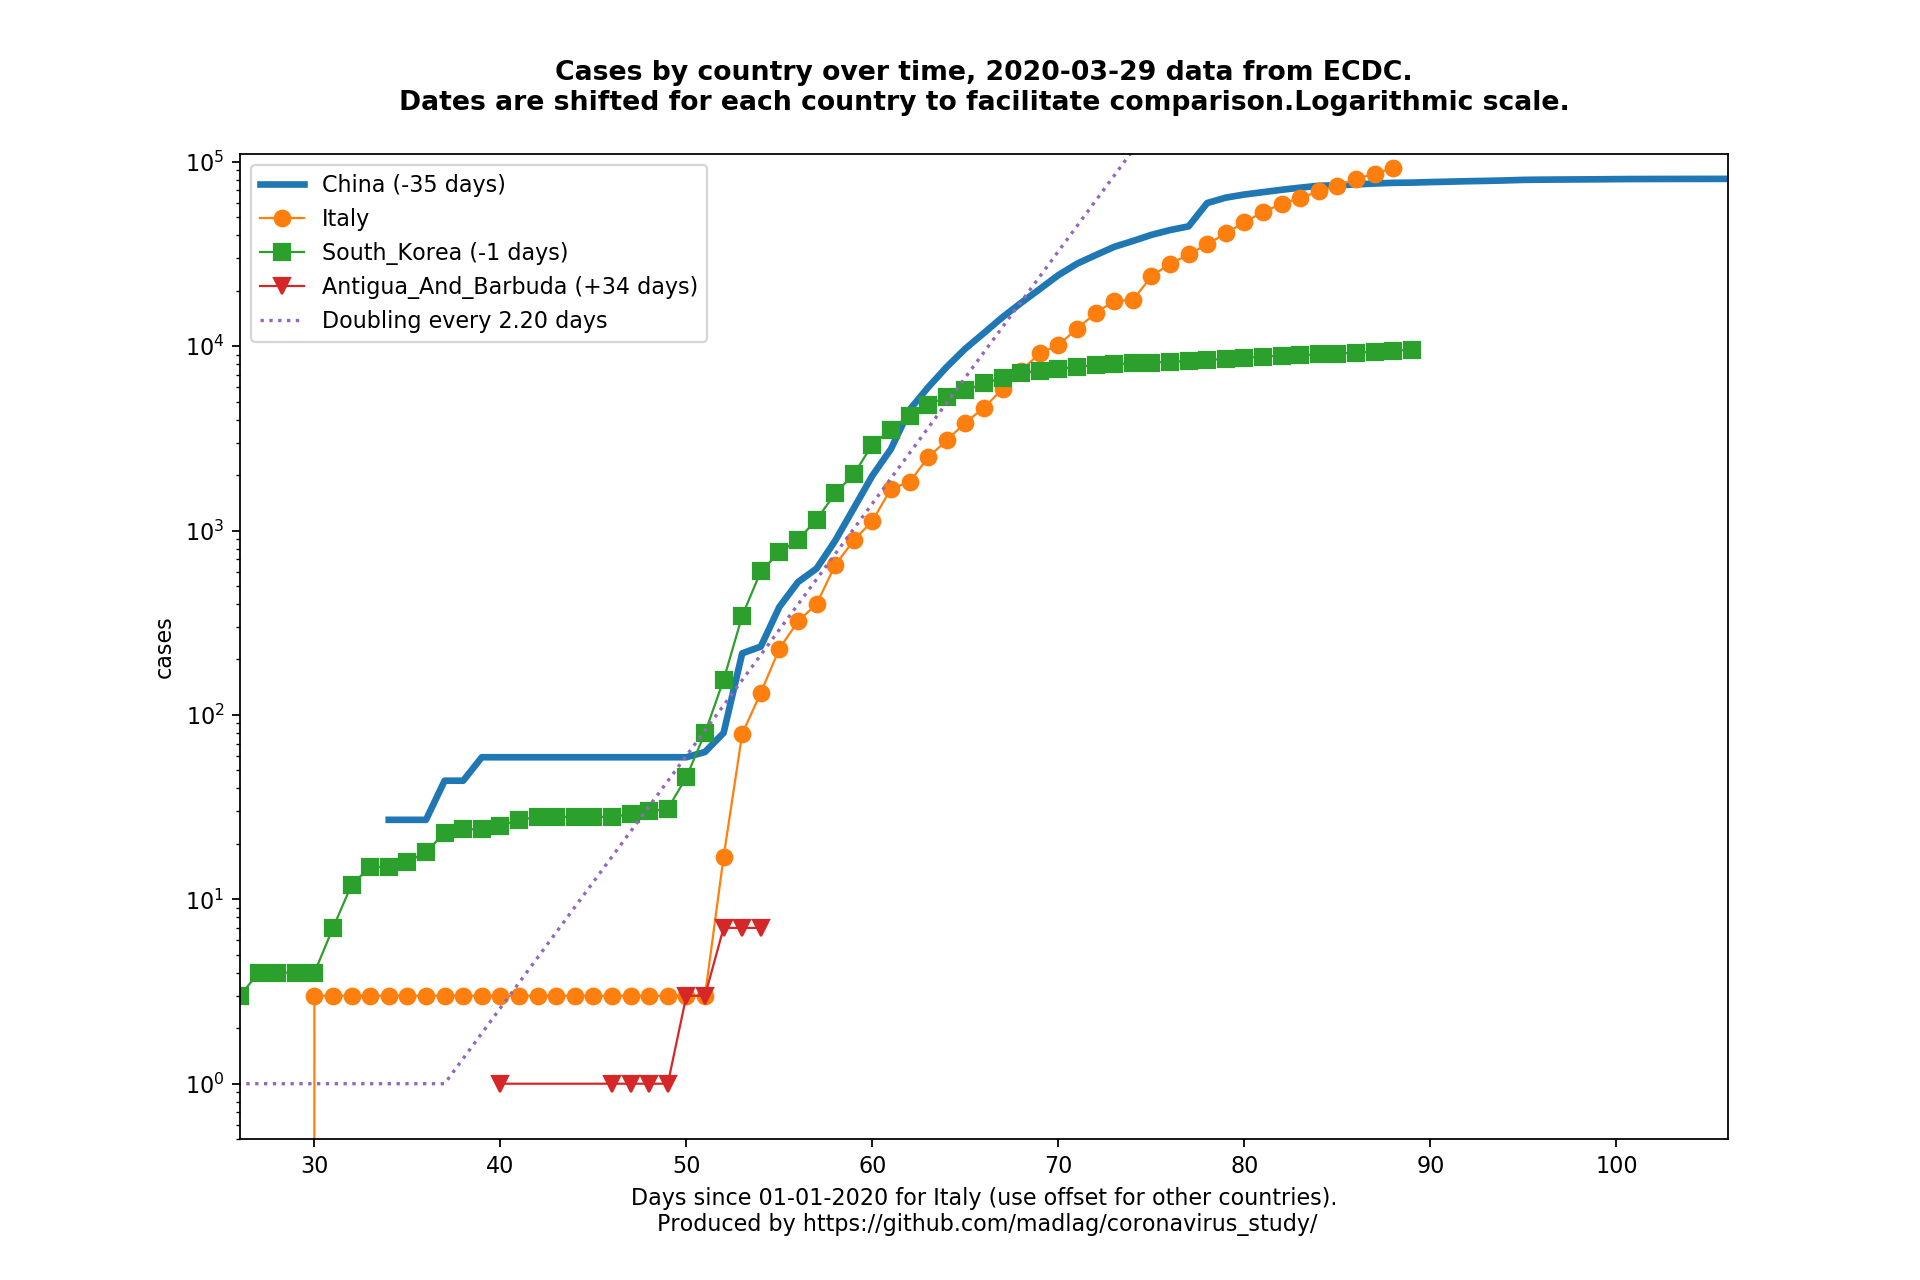 Cases by country over time, 2020-03-29 data from ECDC.
Dates are shifted for each country to facilitate comparison.Logarithmic scale.
10^5
10^4
10^3
10^2
10^1
10^0
cases
China (-35 days)
Italy
South_Korea (-1 days)
Antigua_And_Barbuda (+34 days)
Doubling every 2.20 days
30 40 50 60 70 80 90 100
Days since 01-01-2020 for Italy (use offset for other countries).
Produced by https://github.com/madlag/coronavirus_study/